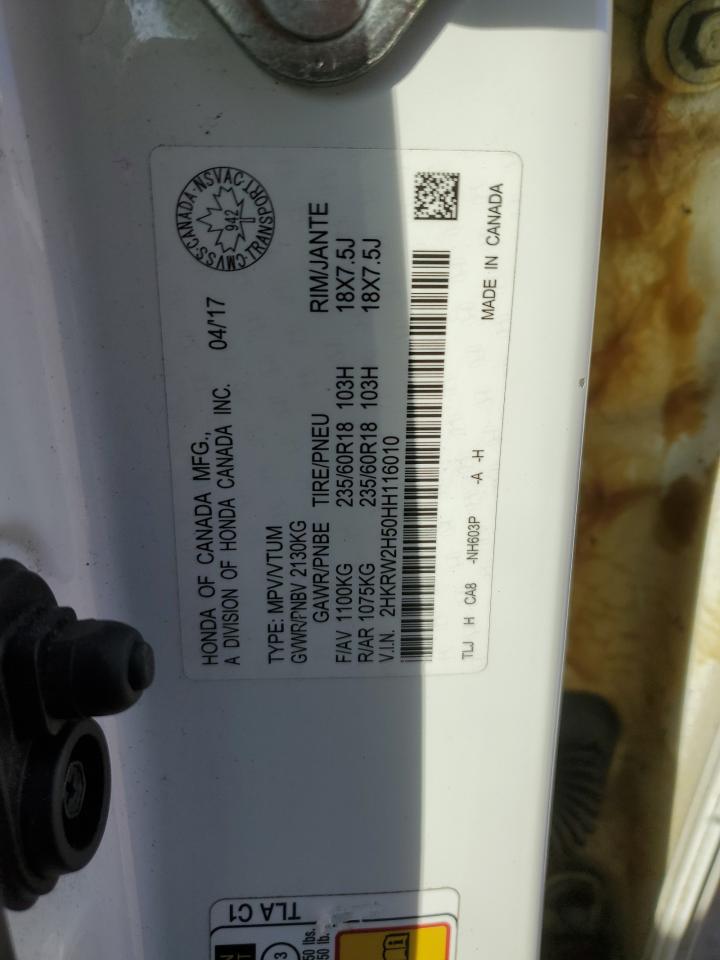 HONDA OF CANADA MFG.,
A DIVISION OF HONDA CANADA INC. 04/'17
CMVSS·CANADA·NSVAC
TRANSPORT
942
TYPE: MPV/VTUM
GVWR/PNBV 2130KG
GAWR/PNBE TIRE/PNEU RIM/JANTE
F/AV 1100KG 235/60R18 103H 18X7.5J
R/AR 1075KG 235/60R18 103H 18X7.5J
V.I.N. 2HKRW2H50HH116010
TLJ H CA8 -NH603P -A -H MADE IN CANADA
TLA C1